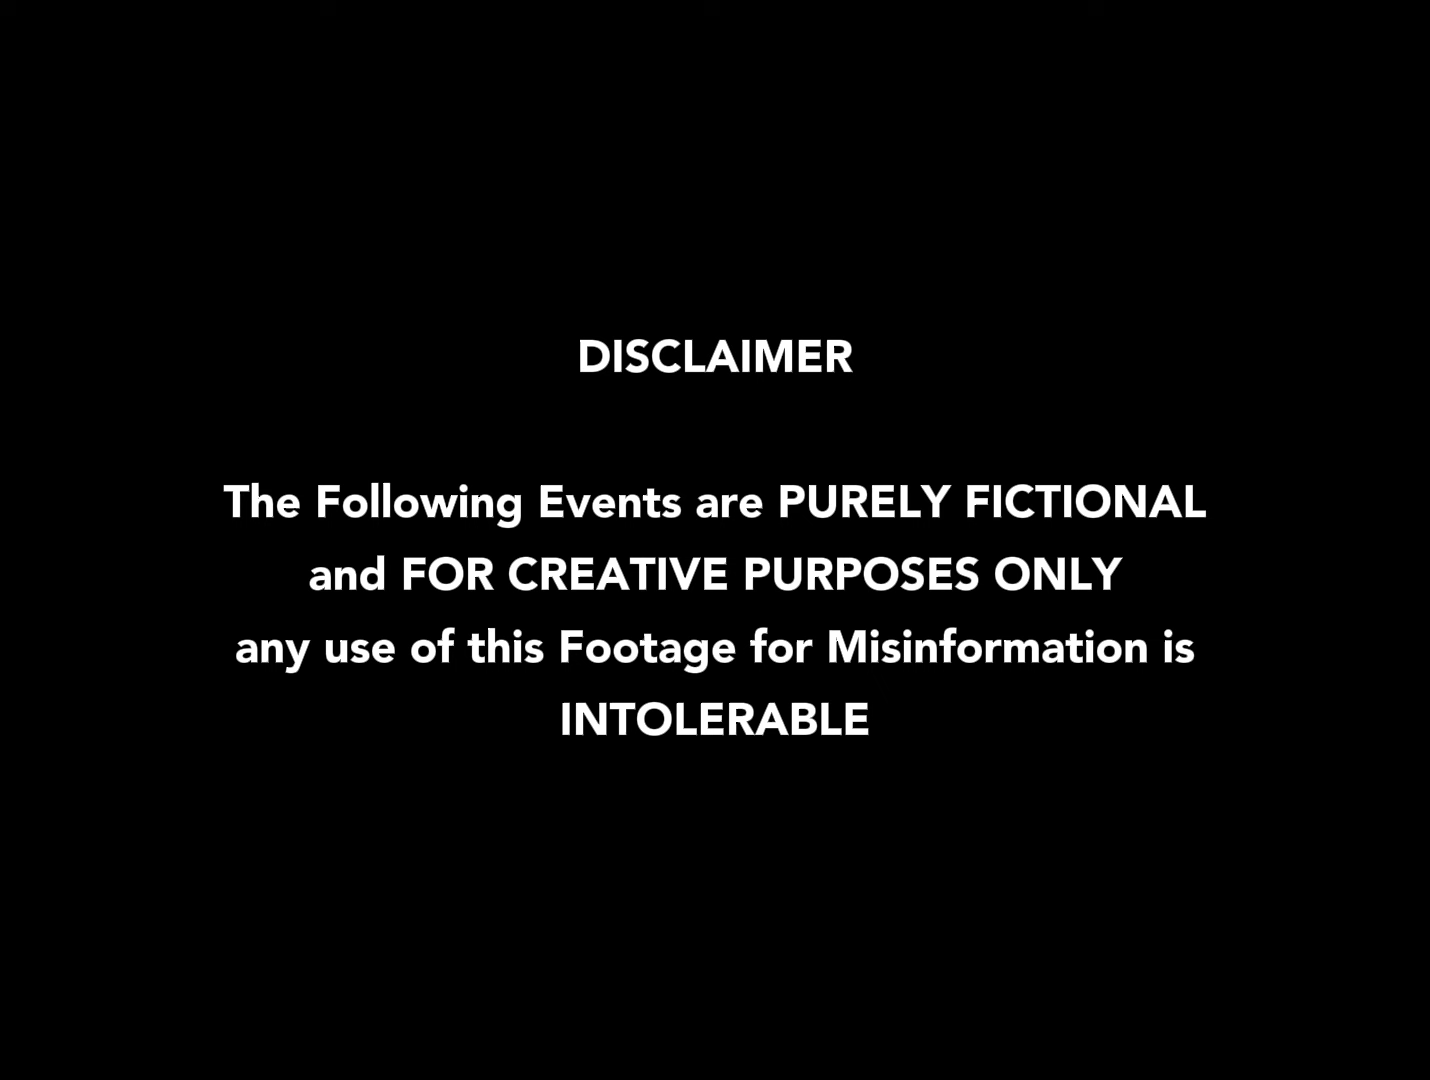 DISCLAIMER
The Following Events are PURELY FICTIONAL
and FOR CREATIVE PURPOSES ONLY
any use of this Footage for Misinformation is
INTOLERABLE